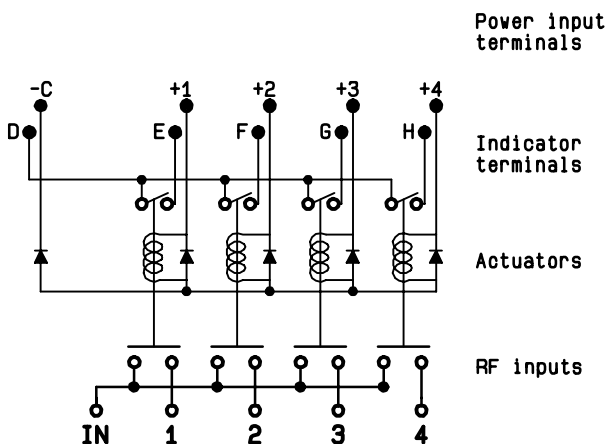 Power input
terminals
-C +1 +2 +3 +4
D E F G H
Indicator
terminals
Actuators
RF inputs
IN 1 2 3 4